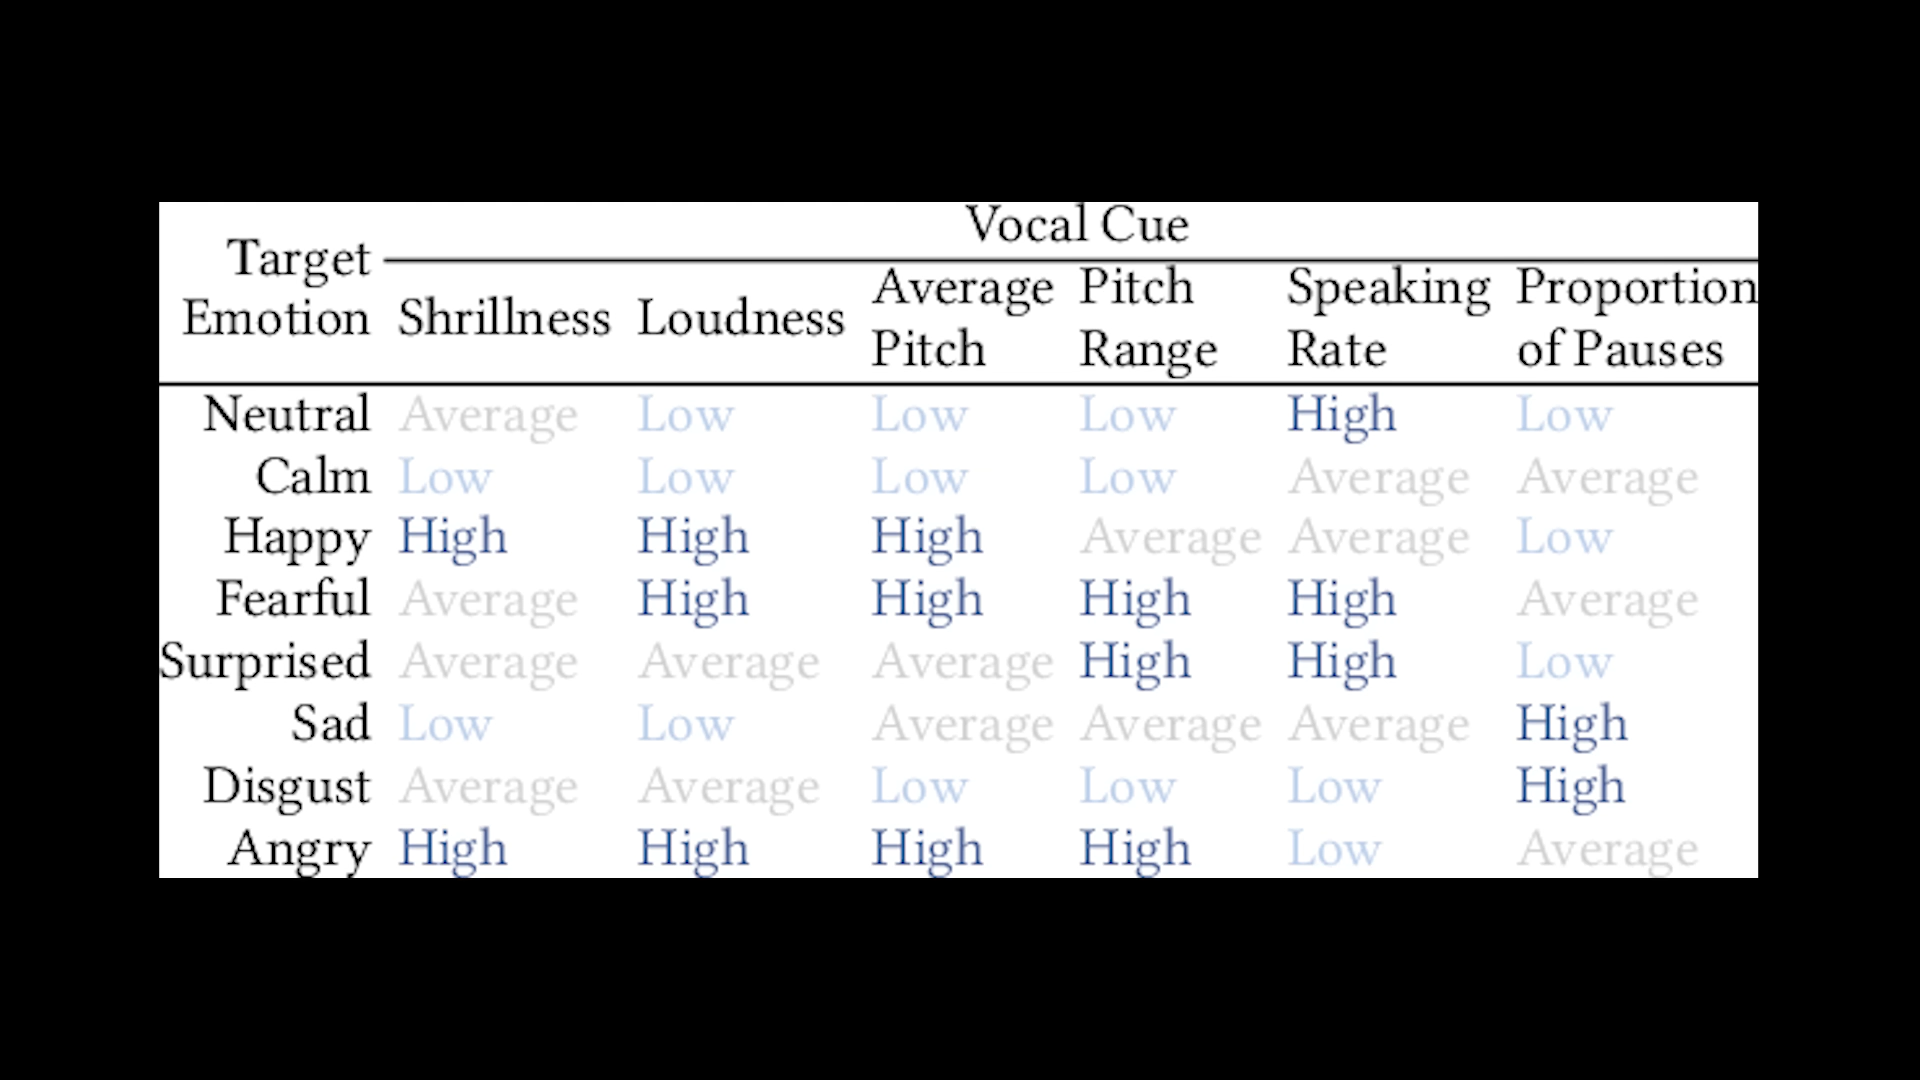 Vocal Cue
Target Emotion Shrillness Loudness Average Pitch Pitch Range Speaking Rate Proportion of Pauses
Neutral Average Low Low Low High Low
Calm Low Low Low Low Average Average
Happy High High High Average Average Low
Fearful Average High High High High Average
Surprised Average Average Average High High Low
Sad Low Low Average Average Average High
Disgust Average Average Low Low Low High
Angry High High High High Low Average